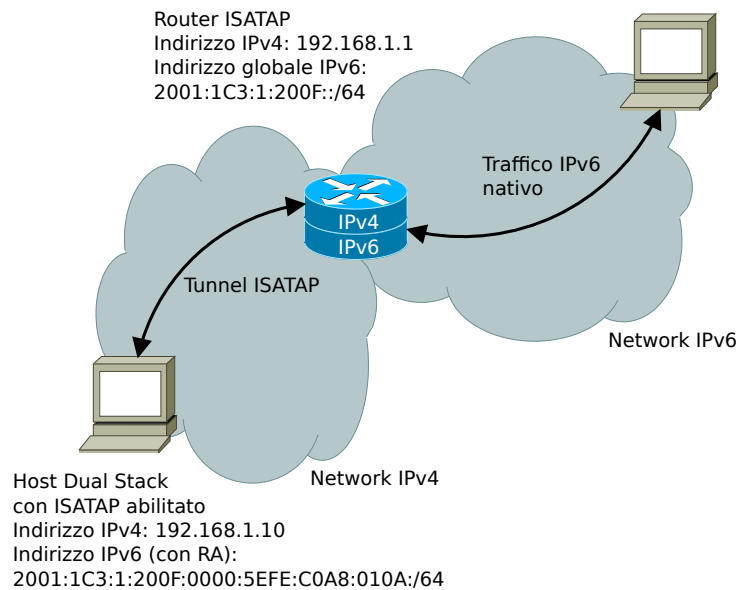 Router ISATAP
Indirizzo IPv4: 192.168.1.1
Indirizzo globale IPv6:
2001:1C3:1:200F::/64
Traffico IPv6
nativo
IPv4
IPv6
Tunnel ISATAP
Network IPv6
Network IPv4
Host Dual Stack
con ISATAP abilitato
Indirizzo IPv4: 192.168.1.10
Indirizzo IPv6 (con RA):
2001:1C3:1:200F:0000:5EFE:C0A8:010A:/64